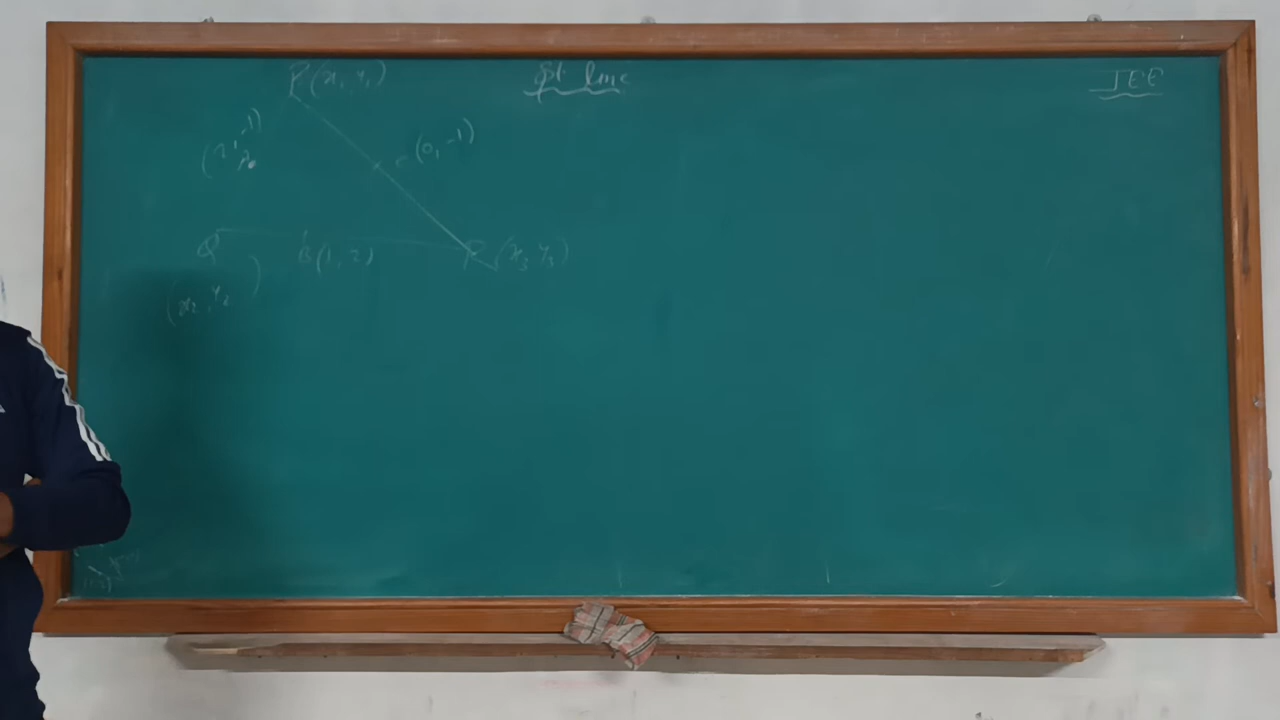 P(x₁, y₁)
St. line
JEE
(0, -1)
Q
B(1, 2)
R(x₃, y₃)
(x₂, y₂)